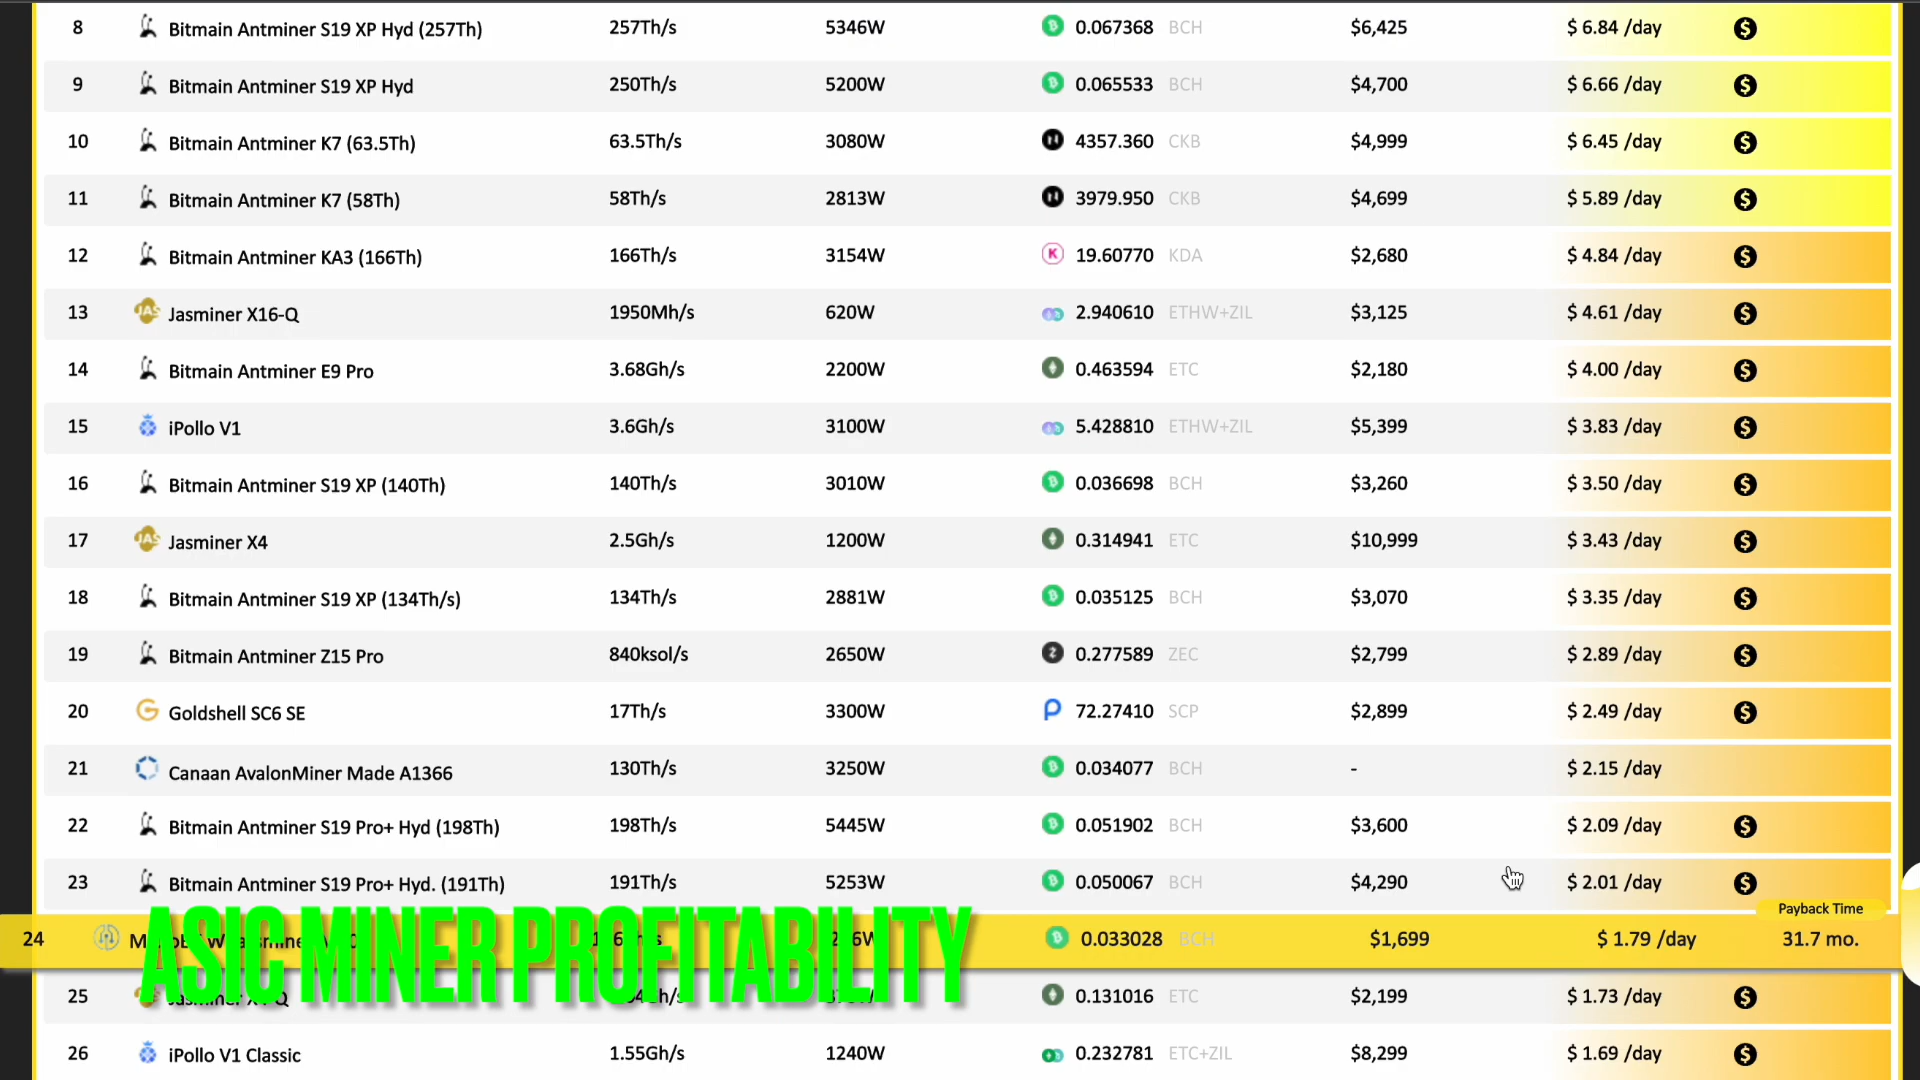 8 Bitmain Antminer S19 XP Hyd (257Th) 257Th/s 5346W 0.067368 BCH $6,425 $ 6.84 /day
9 Bitmain Antminer S19 XP Hyd 250Th/s 5200W 0.065533 BCH $4,700 $ 6.66 /day
10 Bitmain Antminer K7 (63.5Th) 63.5Th/s 3080W 4357.360 CKB $4,999 $ 6.45 /day
11 Bitmain Antminer K7 (58Th) 58Th/s 2813W 3979.950 CKB $4,699 $ 5.89 /day
12 Bitmain Antminer KA3 (166Th) 166Th/s 3154W 19.60770 KDA $2,680 $ 4.84 /day
13 Jasminer X16-Q 1950Mh/s 620W 2.940610 ETHW+ZIL $3,125 $ 4.61 /day
14 Bitmain Antminer E9 Pro 3.68Gh/s 2200W 0.463594 ETC $2,180 $ 4.00 /day
15 iPollo V1 3.6Gh/s 3100W 5.428810 ETHW+ZIL $5,399 $ 3.83 /day
16 Bitmain Antminer S19 XP (140Th) 140Th/s 3010W 0.036698 BCH $3,260 $ 3.50 /day
17 Jasminer X4 2.5Gh/s 1200W 0.314941 ETC $10,999 $ 3.43 /day
18 Bitmain Antminer S19 XP (134Th/s) 134Th/s 2881W 0.035125 BCH $3,070 $ 3.35 /day
19 Bitmain Antminer Z15 Pro 840ksol/s 2650W 0.277589 ZEC $2,799 $ 2.89 /day
20 Goldshell SC6 SE 17Th/s 3300W 72.27410 SCP $2,899 $ 2.49 /day
21 Canaan AvalonMiner Made A1366 130Th/s 3250W 0.034077 BCH - $ 2.15 /day
22 Bitmain Antminer S19 Pro+ Hyd (198Th) 198Th/s 5445W 0.051902 BCH $3,600 $ 2.09 /day
23 Bitmain Antminer S19 Pro+ Hyd. (191Th) 191Th/s 5253W 0.050067 BCH $4,290 $ 2.01 /day
Payback Time
24 0.033028 BCH $1,699 $ 1.79 /day 31.7 mo.
ASIC MINER PROFITABILITY
25 0.131016 ETC $2,199 $ 1.73 /day
26 iPollo V1 Classic 1.55Gh/s 1240W 0.232781 ETC+ZIL $8,299 $ 1.69 /day